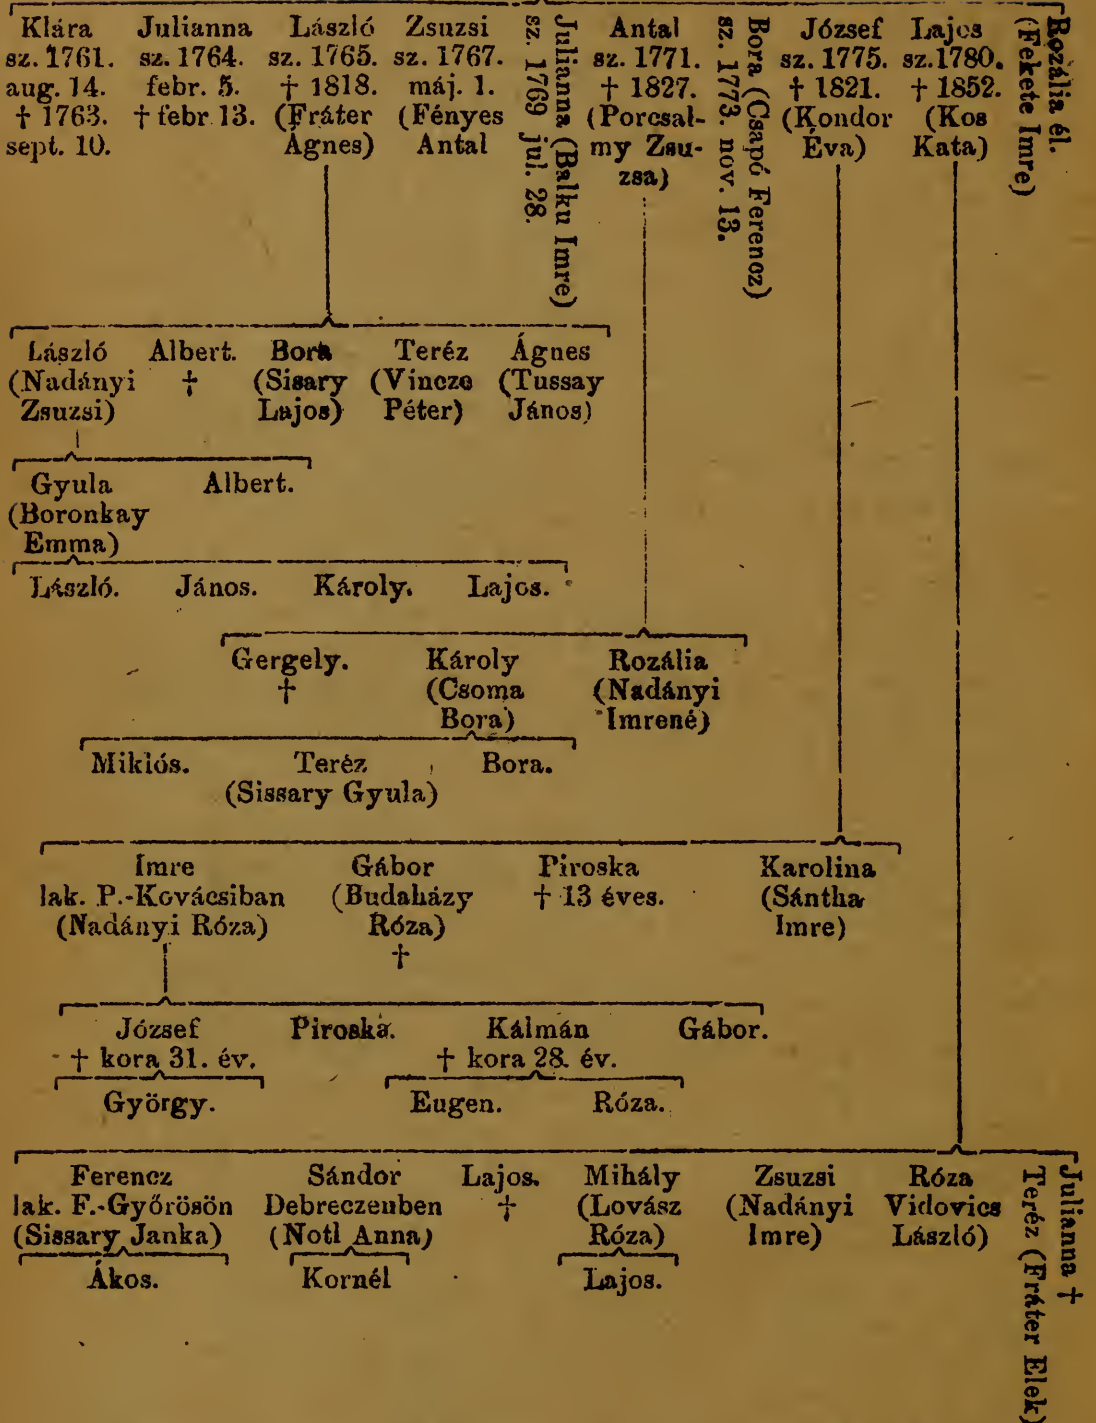 Klára Julianna László Zsuzsi Antal József Lajos
sz. 1761. sz. 1764. sz. 1765. sz. 1767. sz. 1771. sz. 1775. sz. 1780.
aug. 14. febr. 5. † 1818. máj. 1. † 1827. † 1821. † 1852.
† 1763. † febr. 13. (Fráter (Fényes (Porcsal- (Kondor (Kos
sept. 10. Ágnes) Antal my Zsu- Éva) Kata)
zsa)
Julianna (Balku Imre)
sz. 1769 jul. 28.
Bora (Csapó Ferencz)
sz. 1773. nov. 13.
Rozália él.
(Fekete Imre)
László Albert. Bora Teréz Ágnes
(Nadányi † (Sisary (Vincze (Tussay
Zsuzsi) Lajos) Péter) János)
Gyula Albert.
(Boronkay
Emma)
László. János. Károly. Lajos.
Gergely. Károly Rozália
† (Csoma (Nadányi
Bora) Imrené)
Miklós. Teréz Bora.
(Sissary Gyula)
Imre Gábor Piroska Karolina
lak. P.-Kovácsiban (Budaházy † 13 éves. (Sántha
(Nadányi Róza) Róza) Imre)
†
József Piroska. Kálmán Gábor.
† kora 31. év. † kora 28. év.
György. Eugen. Róza.
Ferencz Sándor Lajos. Mihály Zsuzsi Róza
lak. F.-Győrösön Debreczenben † (Lovász (Nadányi Vidovics
(Sissary Janka) (Notl Anna) Róza) Imre) László)
Ákos. Kornél Lajos.
Julianna †
Teréz (Fráter Elek)